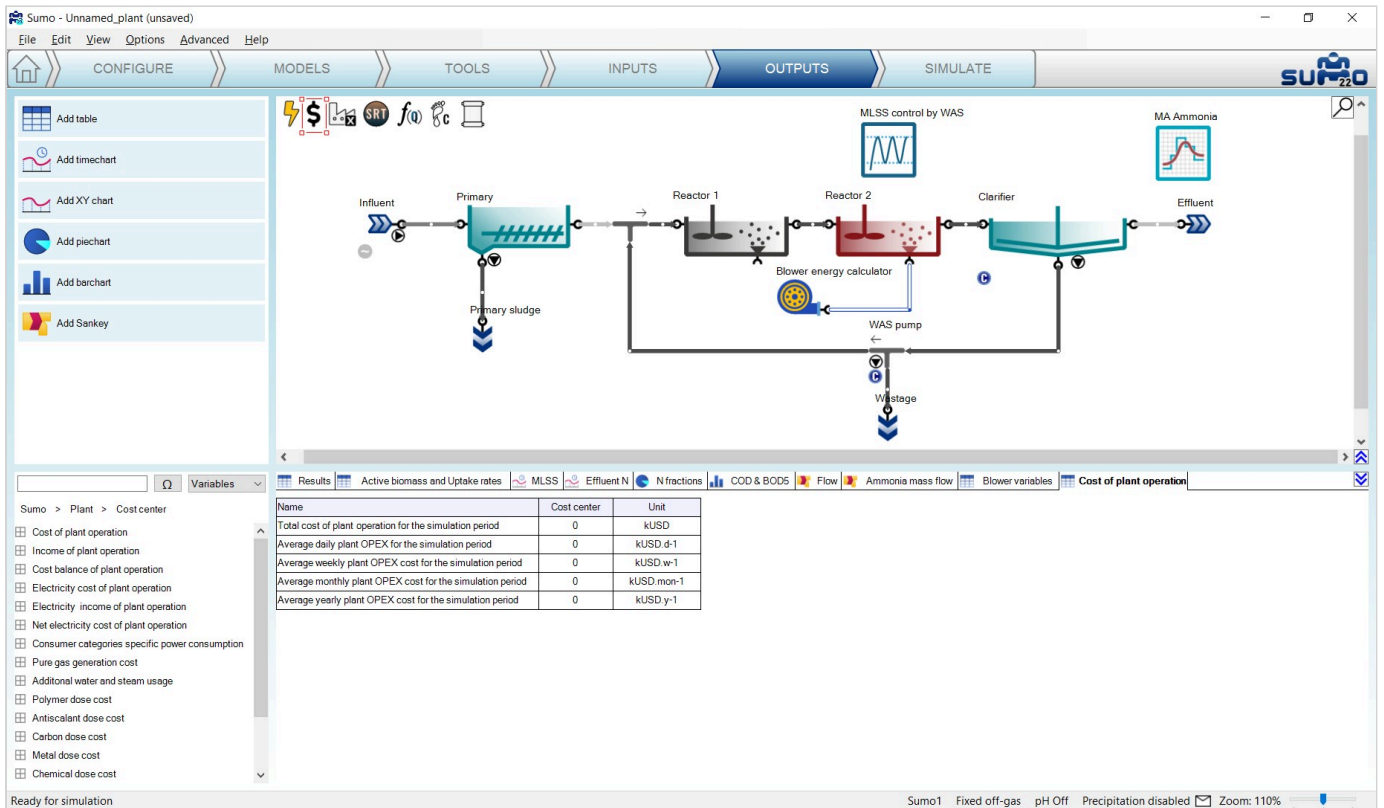 Sumo - Unnamed_plant (unsaved)
File Edit View Options Advanced Help
CONFIGURE MODELS TOOLS INPUTS OUTPUTS SIMULATE
SUMO 22
Add table
Add timechart
Add XY chart
Add piechart
Add barchart
Add Sankey
$ SRT f(Q) C
MLSS control by WAS
MA Ammonia
Influent
Primary
Reactor 1
Reactor 2
Clarifier
Effluent
Blower energy calculator
C
Primary sludge
WAS pump
C
Wastage
Ω Variables
Sumo > Plant > Cost center
Cost of plant operation
Income of plant operation
Cost balance of plant operation
Electricity cost of plant operation
Electricity income of plant operation
Net electricity cost of plant operation
Consumer categories specific power consumption
Pure gas generation cost
Additonal water and steam usage
Polymer dose cost
Antiscalant dose cost
Carbon dose cost
Metal dose cost
Chemical dose cost
Results Active biomass and Uptake rates MLSS Effluent N N fractions COD & BOD5 Flow Ammonia mass flow Blower variables Cost of plant operation
Name Cost center Unit
Total cost of plant operation for the simulation period 0 kUSD
Average daily plant OPEX for the simulation period 0 kUSD.d-1
Average weekly plant OPEX cost for the simulation period 0 kUSD.w-1
Average monthly plant OPEX cost for the simulation period 0 kUSD.mon-1
Average yearly plant OPEX cost for the simulation period 0 kUSD.y-1
Ready for simulation
Sumo1 Fixed off-gas pH Off Precipitation disabled Zoom: 110%